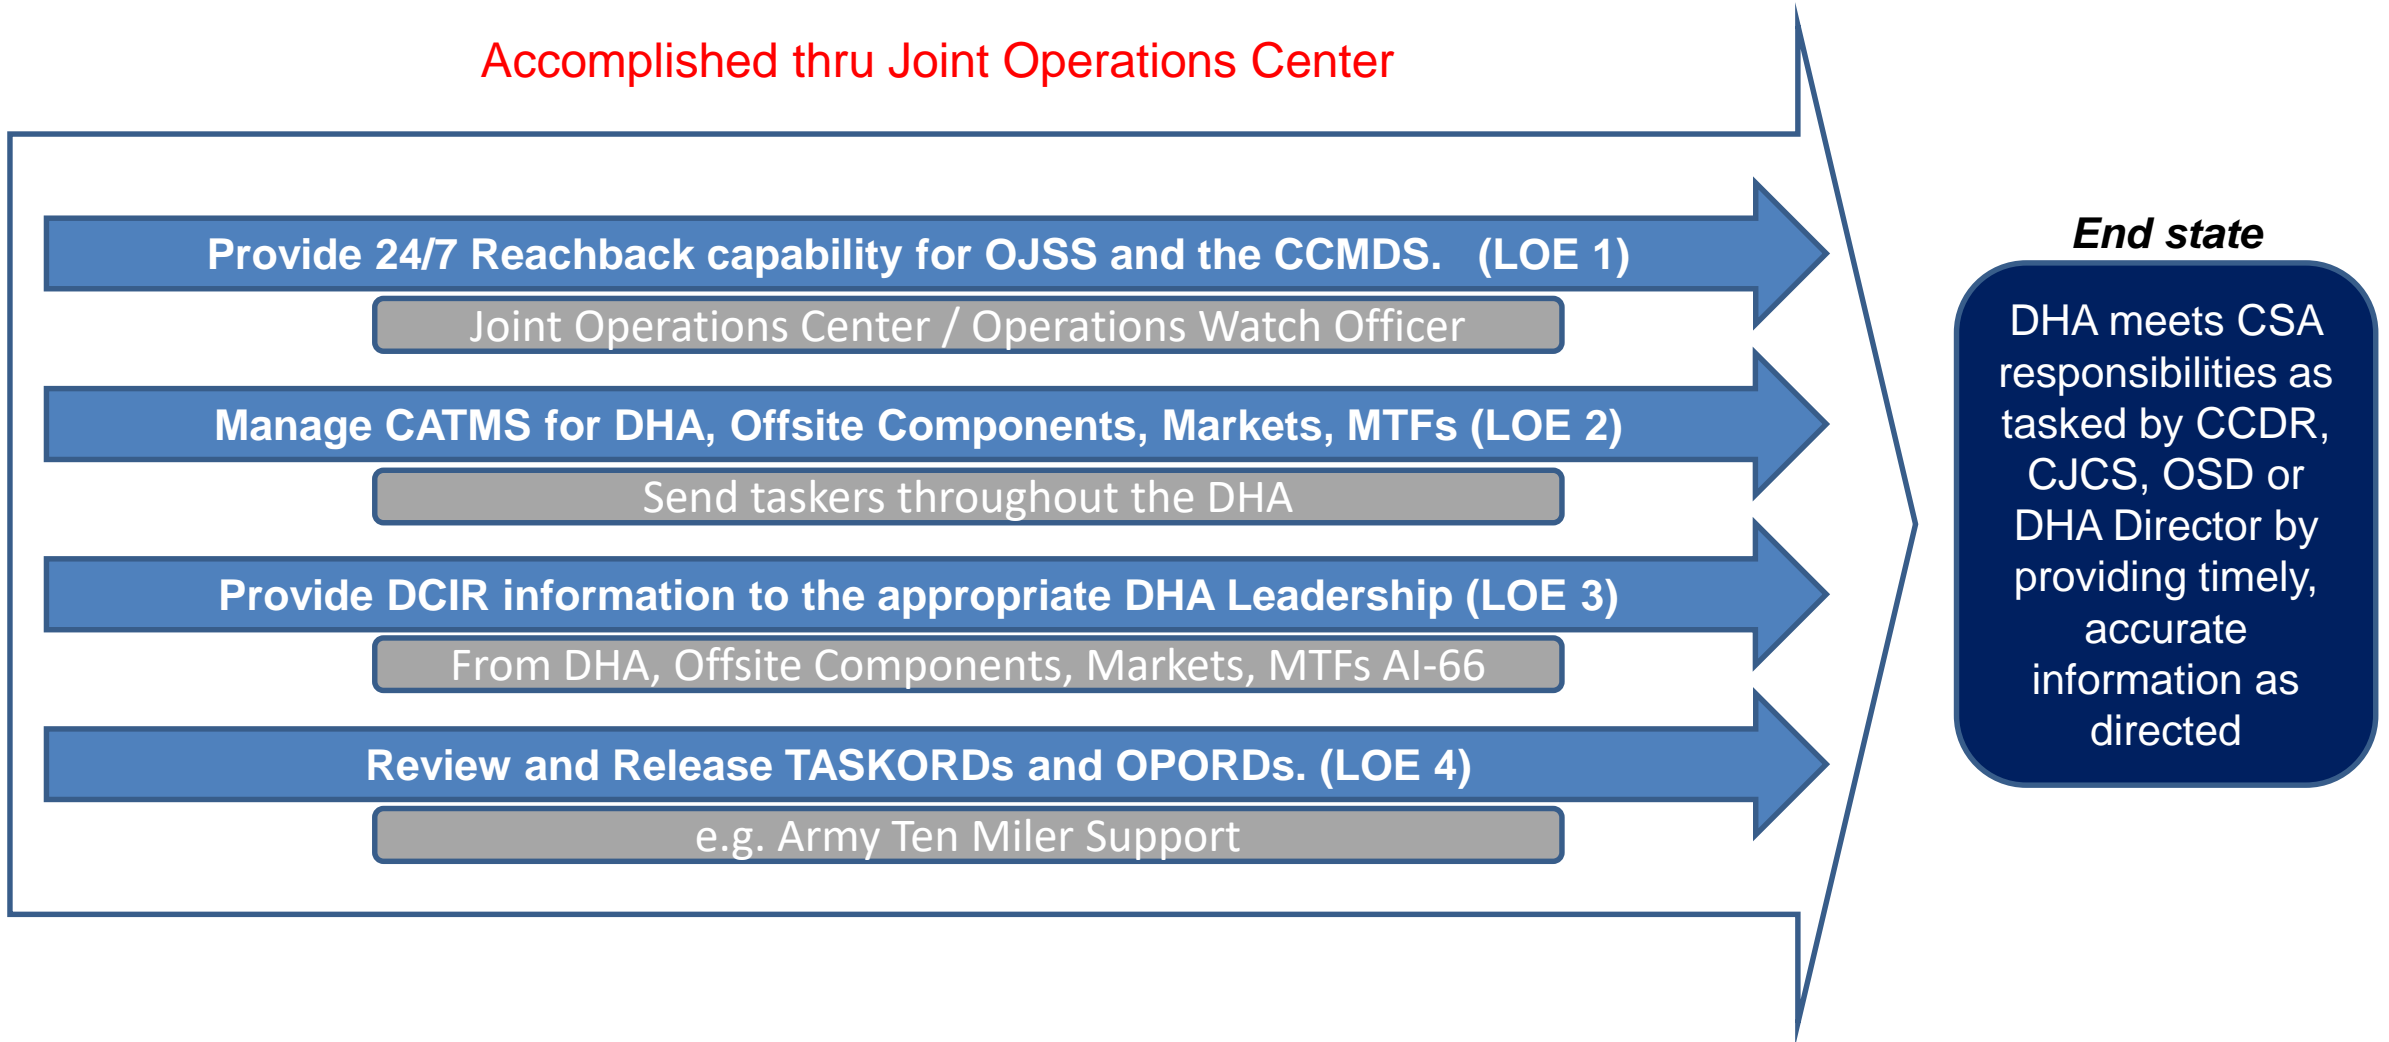 Accomplished thru Joint Operations Center
Provide 24/7 Reachback capability for OJSS and the CCMDS. (LOE 1)
Joint Operations Center / Operations Watch Officer
Manage CATMS for DHA, Offsite Components, Markets, MTFs (LOE 2)
Send taskers throughout the DHA
Provide DCIR information to the appropriate DHA Leadership (LOE 3)
From DHA, Offsite Components, Markets, MTFs AI-66
Review and Release TASKORDs and OPORDs. (LOE 4)
e.g. Army Ten Miler Support
End state
DHA meets CSA
responsibilities as
tasked by CCDR,
CJCS, OSD or
DHA Director by
providing timely,
accurate
information as
directed